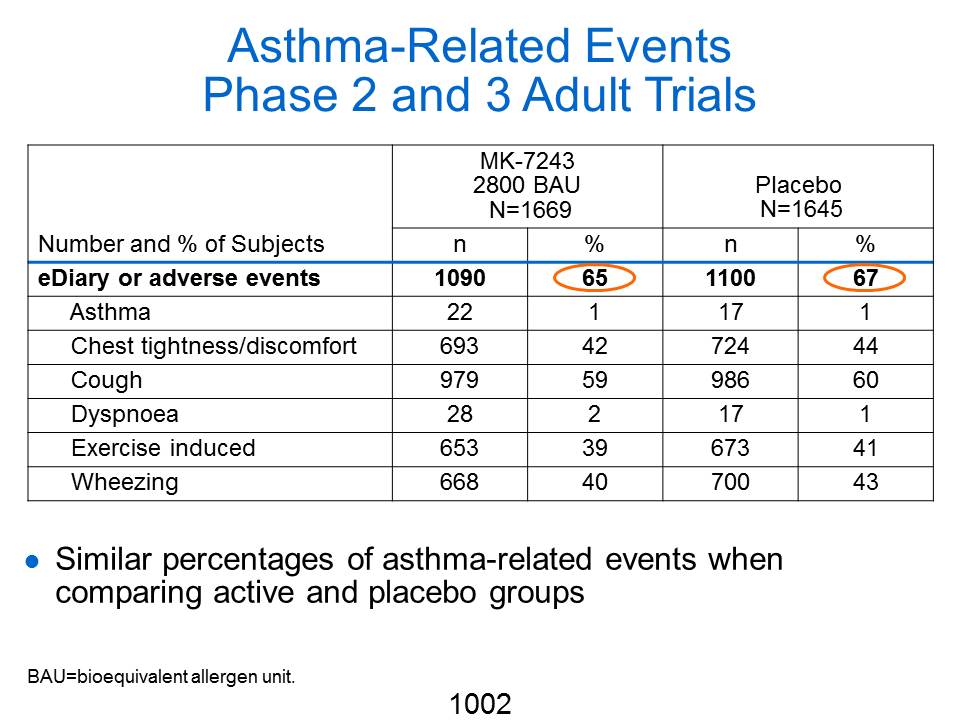 Asthma-Related Events
Phase 2 and 3 Adult Trials
MK-7243
2800 BAU
N=1669
Placebo
N=1645
Number and % of Subjects n % n %
eDiary or adverse events 1090 65 1100 67
Asthma 22 1 17 1
Chest tightness/discomfort 693 42 724 44
Cough 979 59 986 60
Dyspnoea 28 2 17 1
Exercise induced 653 39 673 41
Wheezing 668 40 700 43
● Similar percentages of asthma-related events when
comparing active and placebo groups
BAU=bioequivalent allergen unit.
1002